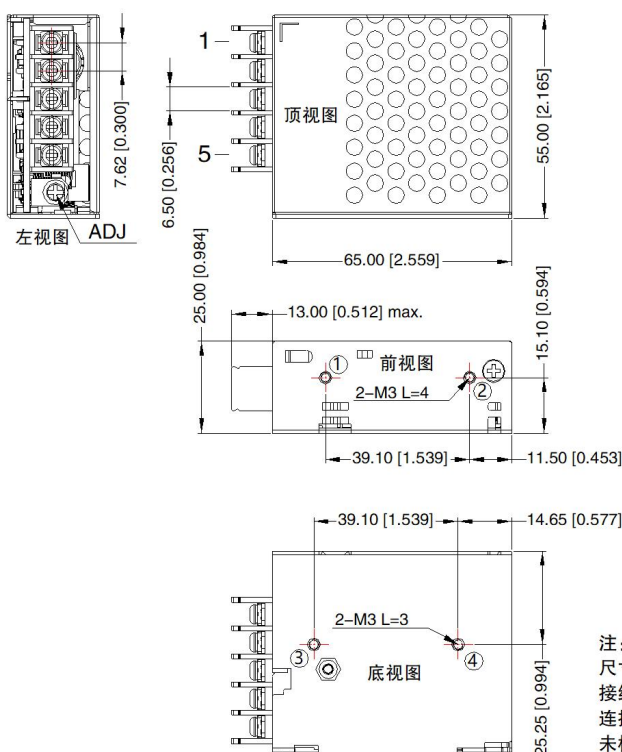 1
5
顶视图
55.00 [2.165]
7.62 [0.300]
6.50 [0.256]
左视图
ADJ
65.00 [2.559]
25.00 [0.984]
13.00 [0.512] max.
15.10 [0.594]
① 前视图
2-M3 L=4
②
39.10 [1.539]
11.50 [0.453]
39.10 [1.539]
14.65 [0.577]
2-M3 L=3
③
④
底视图
25.25 [0.994]
注:
尺寸
连接